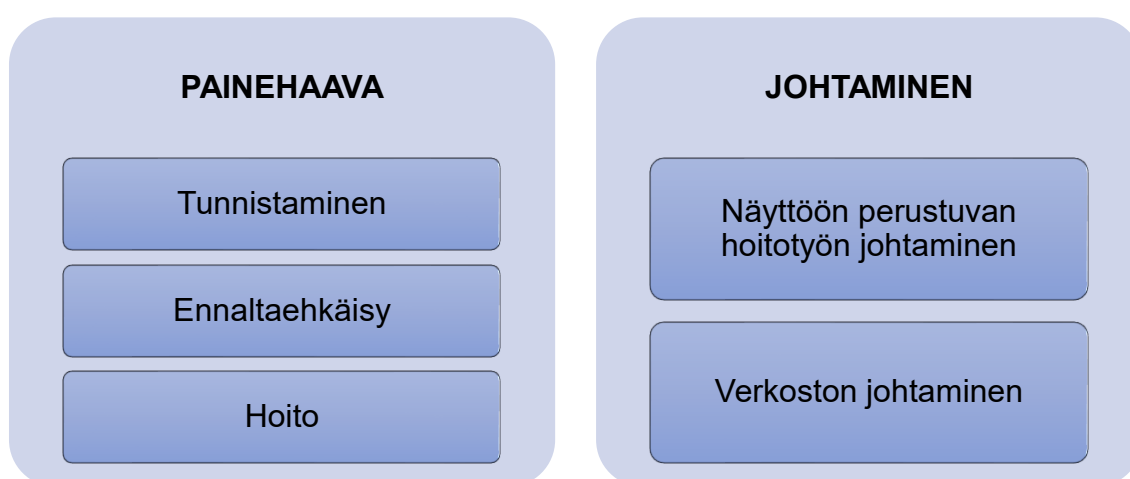 PAINEHAAVA
Tunnistaminen
Ennaltaehkäisy
Hoito
JOHTAMINEN
Näyttöön perustuvan
hoitotyön johtaminen
Verkoston johtaminen